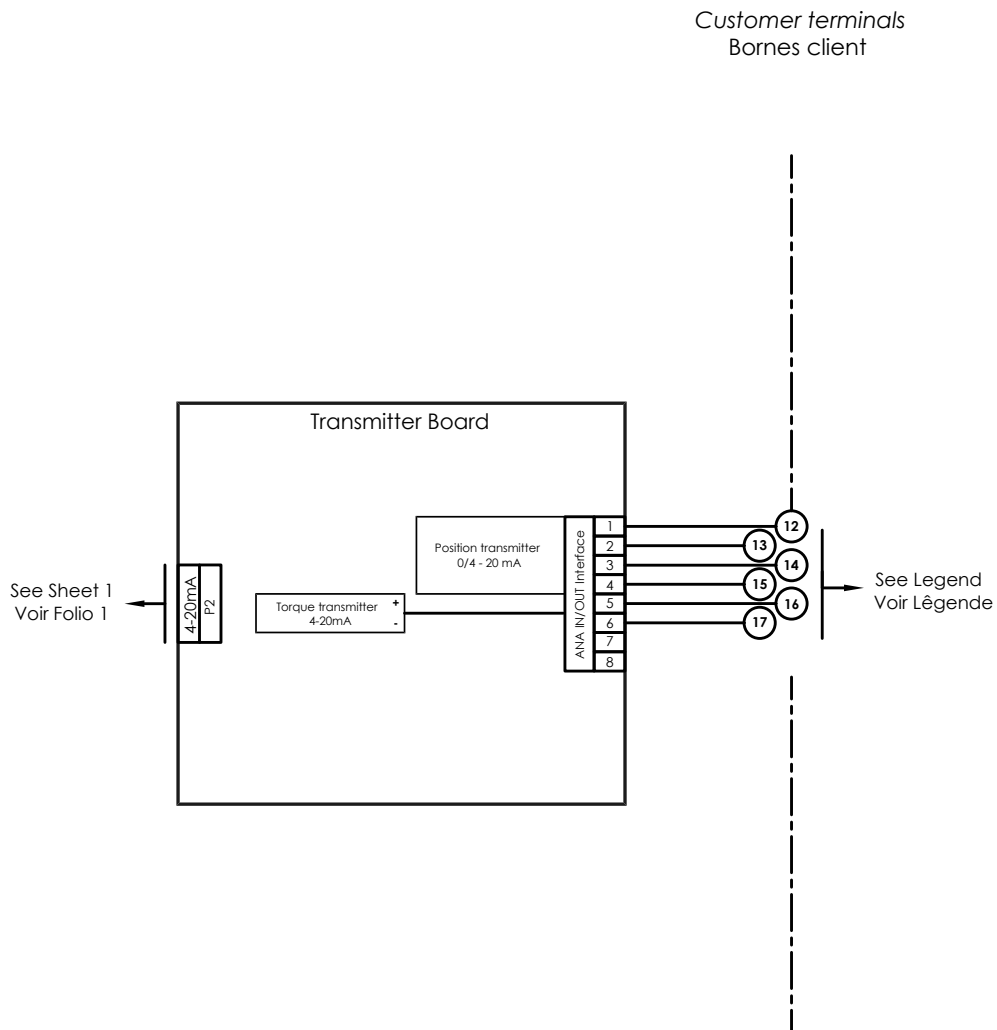 Customer terminals
Bornes client
Transmitter Board
Position transmitter
0/4 - 20 mA
Torque transmitter
4-20mA
+
-
4-20mA
P2
ANA IN/OUT Interface
1
2
3
4
5
6
7
8
12
13
14
15
16
17
See Sheet 1
Voir Folio 1
See Legend
Voir Lêgende